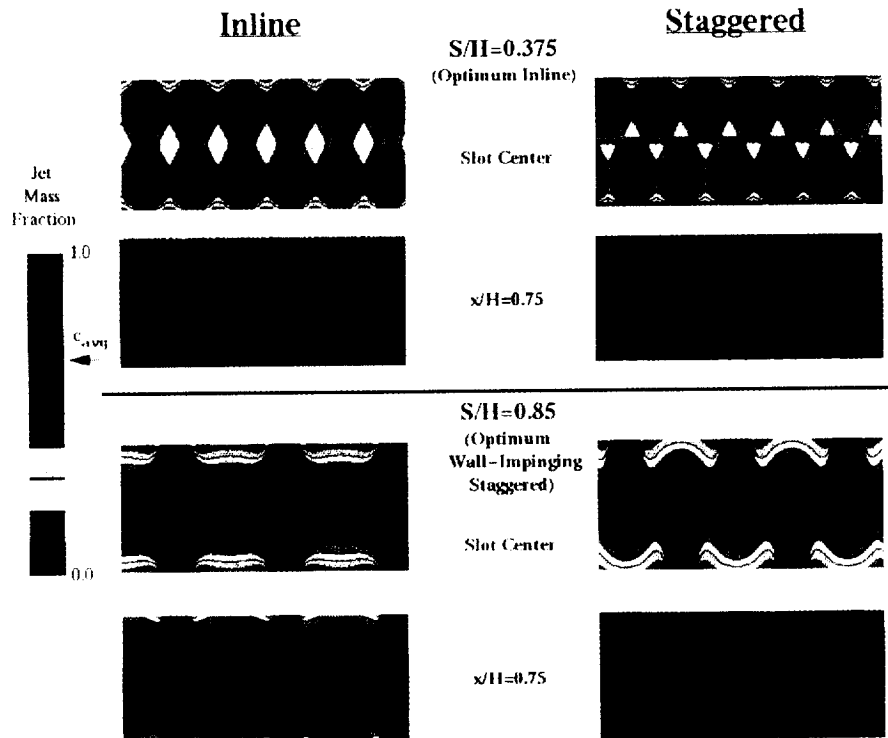 Inline
Staggered
S/H=0.375
(Optimum Inline)
Slot Center
Jet
Mass
Fraction
1.0
x/H=0.75
cavg
S/H=0.85
(Optimum
Wall-Impinging
Staggered)
Slot Center
0.0
x/H=0.75